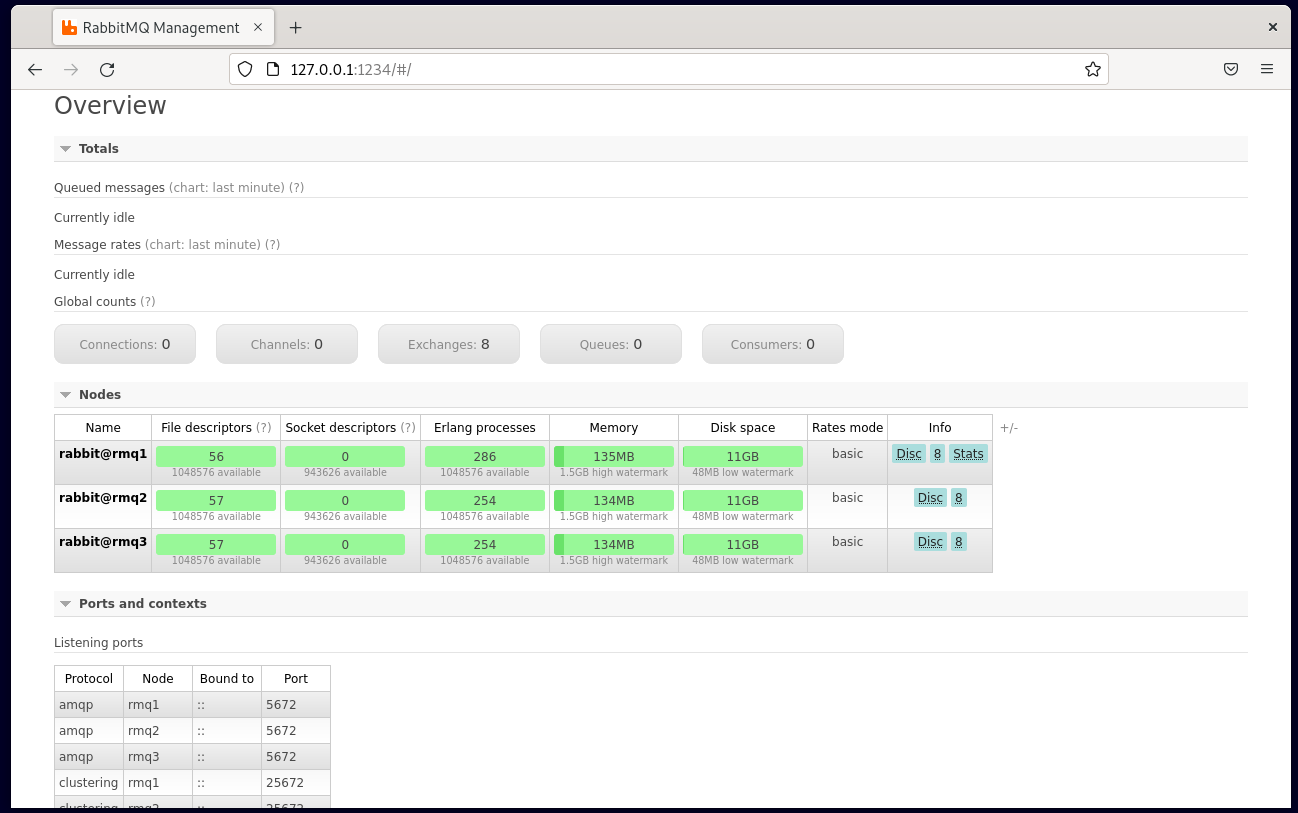 RabbitMQ Management
127.0.0.1:1234/#/
Overview
Totals
Queued messages (chart: last minute) (?)
Currently idle
Message rates (chart: last minute) (?)
Currently idle
Global counts (?)
Connections: 0 Channels: 0 Exchanges: 8 Queues: 0 Consumers: 0
Nodes
Name File descriptors (?) Socket descriptors (?) Erlang processes Memory Disk space Rates mode Info +/-
rabbit@rmq1 56 0 286 135MB 11GB basic Disc 8 Stats
1048576 available 943626 available 1048576 available 1.5GB high watermark 48MB low watermark
rabbit@rmq2 57 0 254 134MB 11GB basic Disc 8
1048576 available 943626 available 1048576 available 1.5GB high watermark 48MB low watermark
rabbit@rmq3 57 0 254 134MB 11GB basic Disc 8
1048576 available 943626 available 1048576 available 1.5GB high watermark 48MB low watermark
Ports and contexts
Listening ports
Protocol Node Bound to Port
amqp rmq1 :: 5672
amqp rmq2 :: 5672
amqp rmq3 :: 5672
clustering rmq1 :: 25672
clustering rmq2 :: 25672